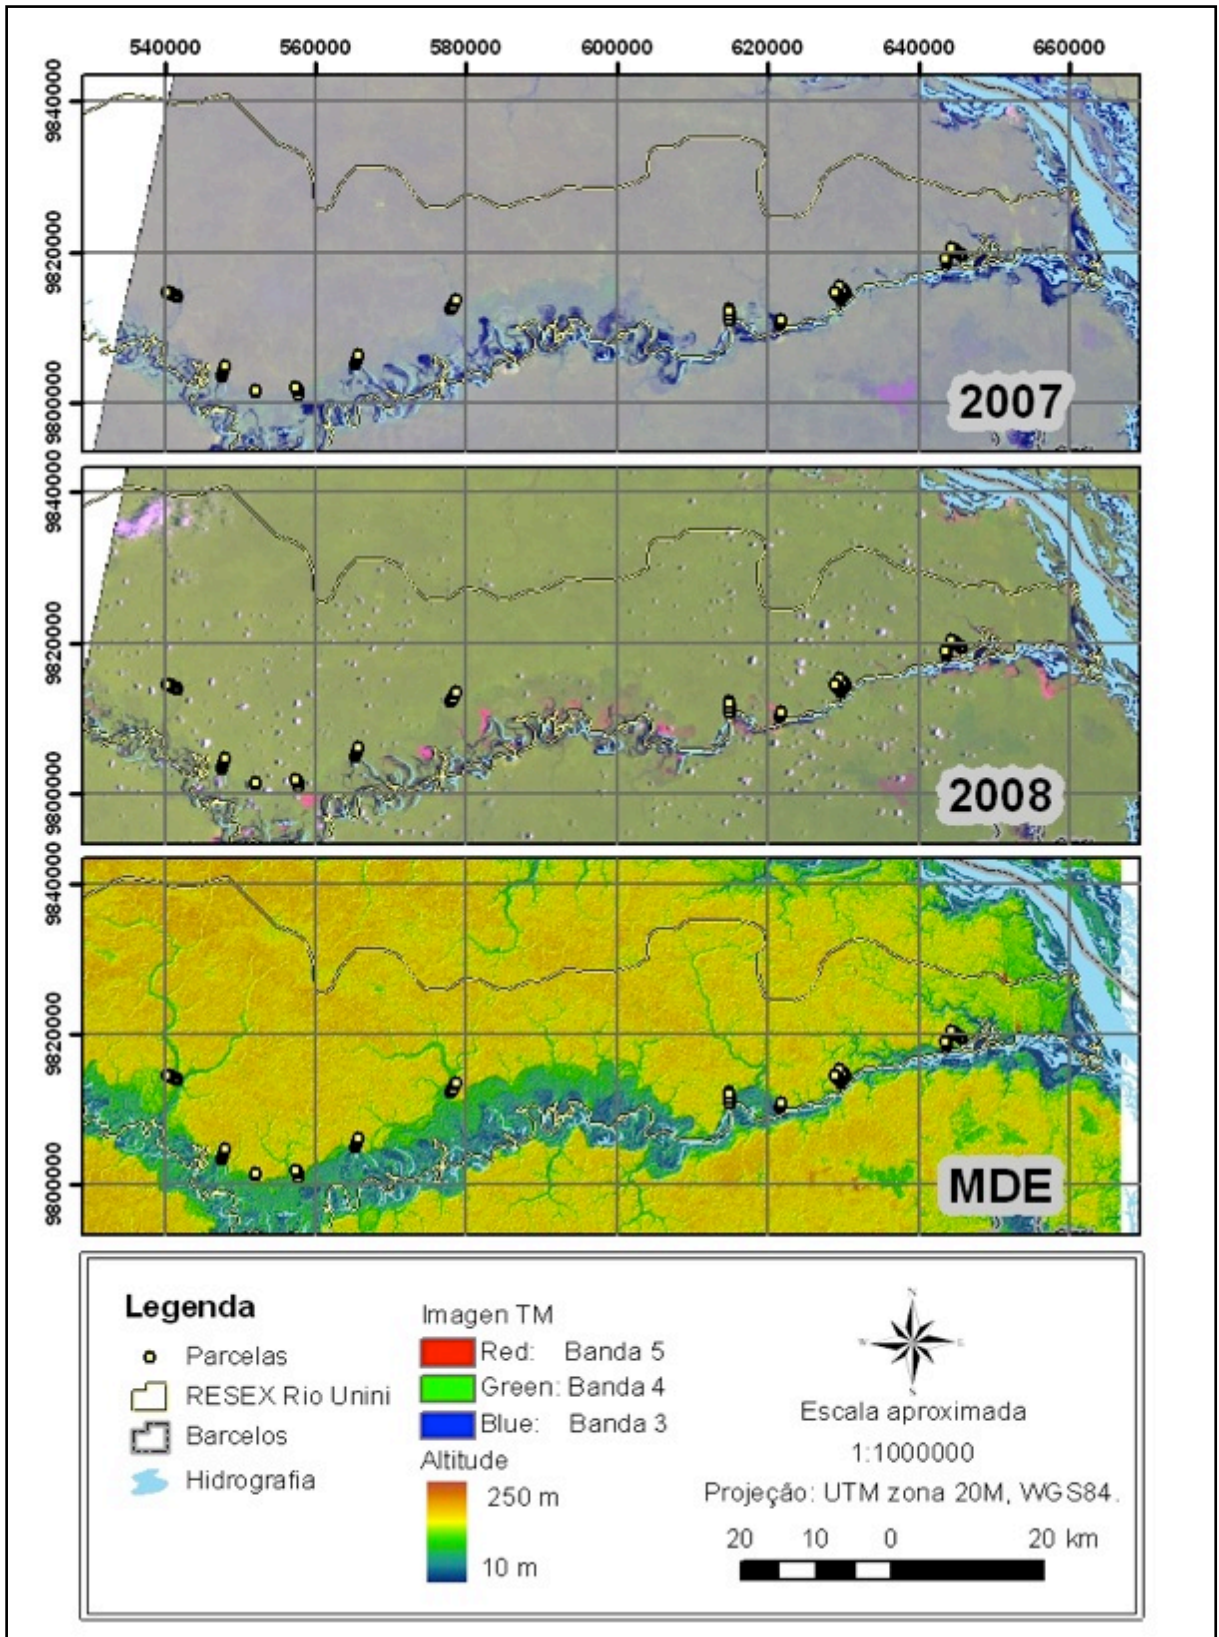 540000 560000 580000 6000000 620000 640000 660000
9840000
9820000
9800000
2007
9840000
9820000
9800000
2008
9840000
9820000
9800000
MDE
Legenda
Parcelas
RESEX Rio Unini
Barcelos
Hidrografia
Imagen TM
Red: Banda 5
Green: Banda 4
Blue: Banda 3
Altitude
250 m
10 m
N
W E
S
Escala aproximada
1:1000000
Projeção: UTM zona 20M, WGS84.
20 10 0 20 km